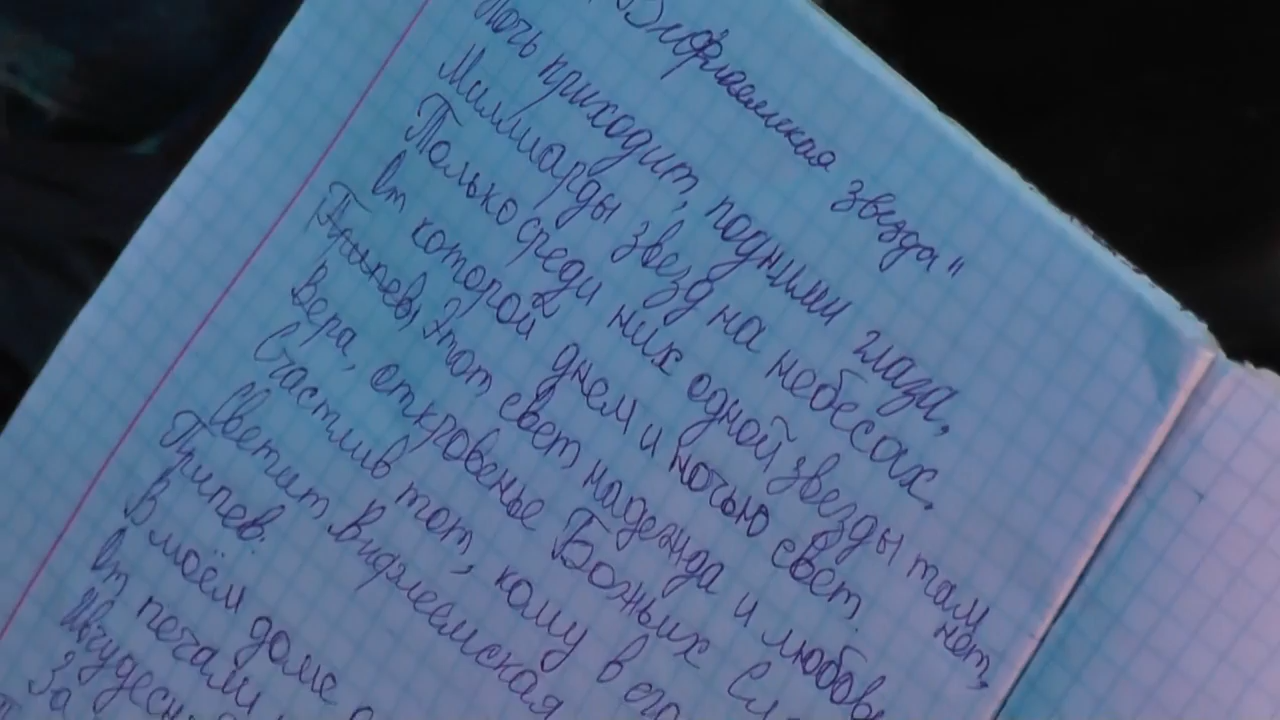 "Вифлеемская звезда"
Ночь приходит, подними глаза,
Миллиарды звезд на небесах.
Только среди них одной звезды там нет,
От которой днем и ночью свет.
Припев: Этот свет надежда и любовь
Вера, откровенье Божьих
Счастлив тот, кому в его
Светит Вифлеемская
Припев.
В моём доме
От печали
За